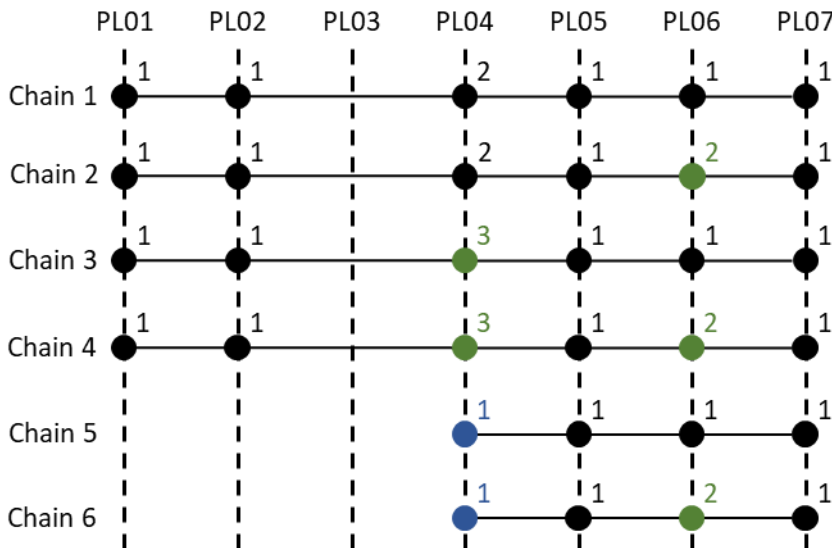 PL01 PL02 PL03 PL04 PL05 PL06 PL07
1 1 2 1 1 1
Chain 1
1 1 2 1 2 1
Chain 2
1 1 3 1 1 1
Chain 3
1 1 3 1 2 1
Chain 4
1 1 1 1
Chain 5
1 1 2 1
Chain 6